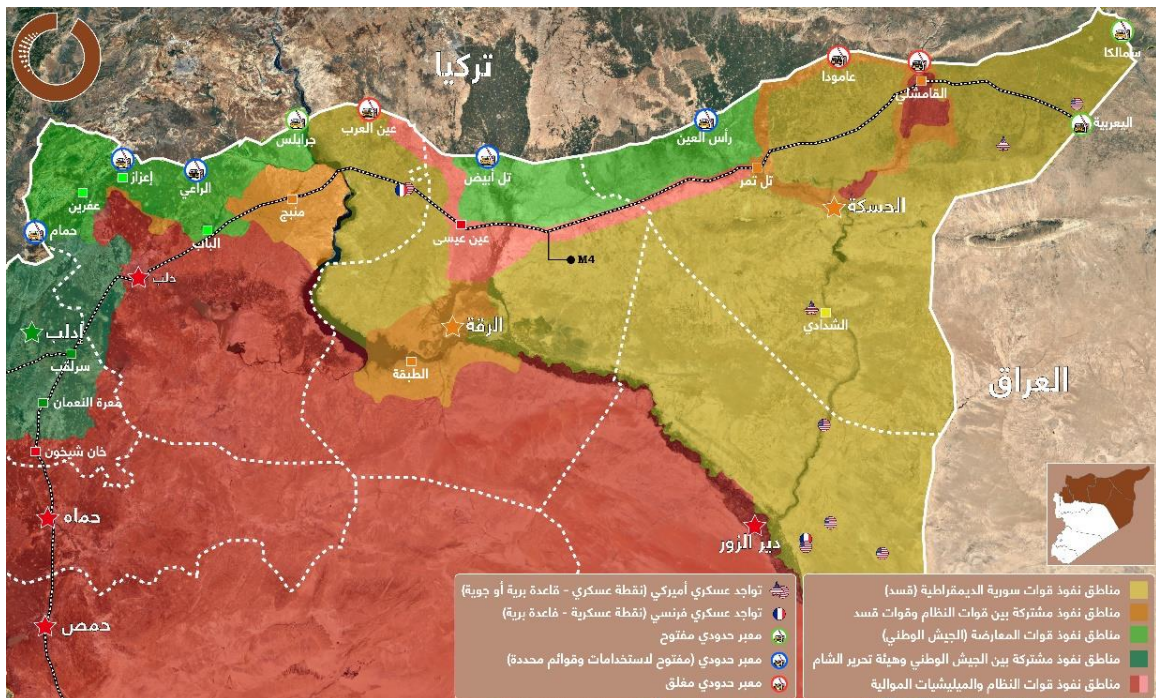 تركيا
سمالكا
عامودا
القامشلي
اليعربية
عين العرب
جرابلس
رأس العين
تل أبيض
إعزاز
الراعي
عفرين
حمام
الباب
منبج
تل تمر
الحسكة
عين عيسى
M4
حلب
إدلب
سراقب
معرة النعمان
خان شيخون
الرقة
الطبقة
الشدادي
العراق
حماه
دير الزور
حمص
تواجد عسكري أميركي (نقطة عسكري - قاعدة برية أو جوية)
تواجد عسكري فرنسي (نقطة عسكرية - قاعدة برية)
معبر حدودي مفتوح
معبر حدودي (مفتوح لاستخدامات وقوائم محددة)
معبر حدودي مغلق
مناطق نفوذ قوات سورية الديمقراطية (قسد)
مناطق نفوذ مشتركة بين قوات النظام وقوات قسد
مناطق نفوذ قوات المعارضة (الجيش الوطني)
مناطق نفوذ مشتركة بين الجيش الوطني وهيئة تحرير الشام
مناطق نفوذ قوات النظام والميليشيات الموالية